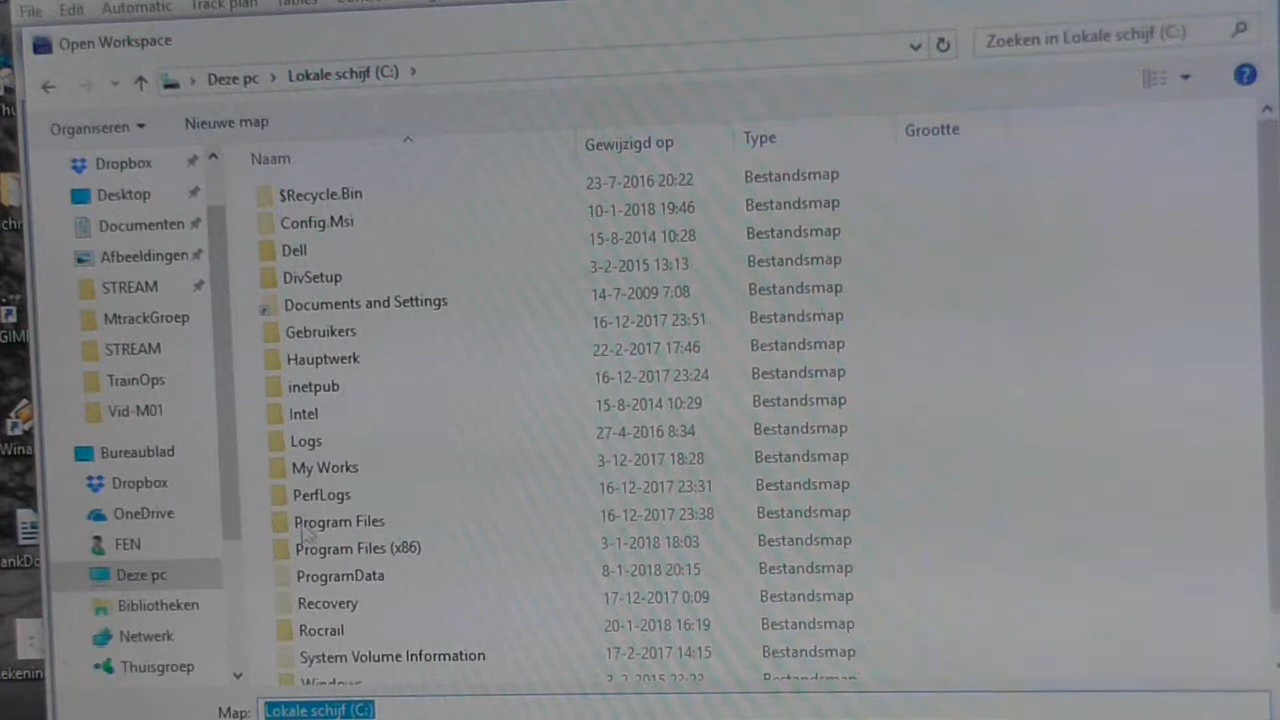 File Edit Automatic Track plan Tables
Open Workspace
Deze pc > Lokale schijf (C:) >
Zoeken in Lokale schijf (C:)
Organiseren
Nieuwe map
Dropbox
Desktop
Documenten
Afbeeldingen
STREAM
MtrackGroep
STREAM
TrainOps
Vid-M01
Bureaublad
Dropbox
OneDrive
FEN
Deze pc
Bibliotheken
Netwerk
Thuisgroep
Naam Gewijzigd op Type Grootte
$Recycle.Bin 23-7-2016 20:22 Bestandsmap
Config.Msi 10-1-2018 19:46 Bestandsmap
Dell 15-8-2014 10:28 Bestandsmap
DivSetup 3-2-2015 13:13 Bestandsmap
Documents and Settings 14-7-2009 7:08 Bestandsmap
Gebruikers 16-12-2017 23:51 Bestandsmap
Hauptwerk 22-2-2017 17:46 Bestandsmap
inetpub 16-12-2017 23:24 Bestandsmap
Intel 15-8-2014 10:29 Bestandsmap
Logs 27-4-2016 8:34 Bestandsmap
My Works 3-12-2017 18:28 Bestandsmap
PerfLogs 16-12-2017 23:31 Bestandsmap
Program Files 16-12-2017 23:38 Bestandsmap
Program Files (x86) 3-1-2018 18:03 Bestandsmap
ProgramData 8-1-2018 20:15 Bestandsmap
Recovery 17-12-2017 0:09 Bestandsmap
Rocrail 20-1-2018 16:19 Bestandsmap
System Volume Information 17-2-2017 14:15 Bestandsmap
Windows Bestandsmap
Map: Lokale schijf (C:)